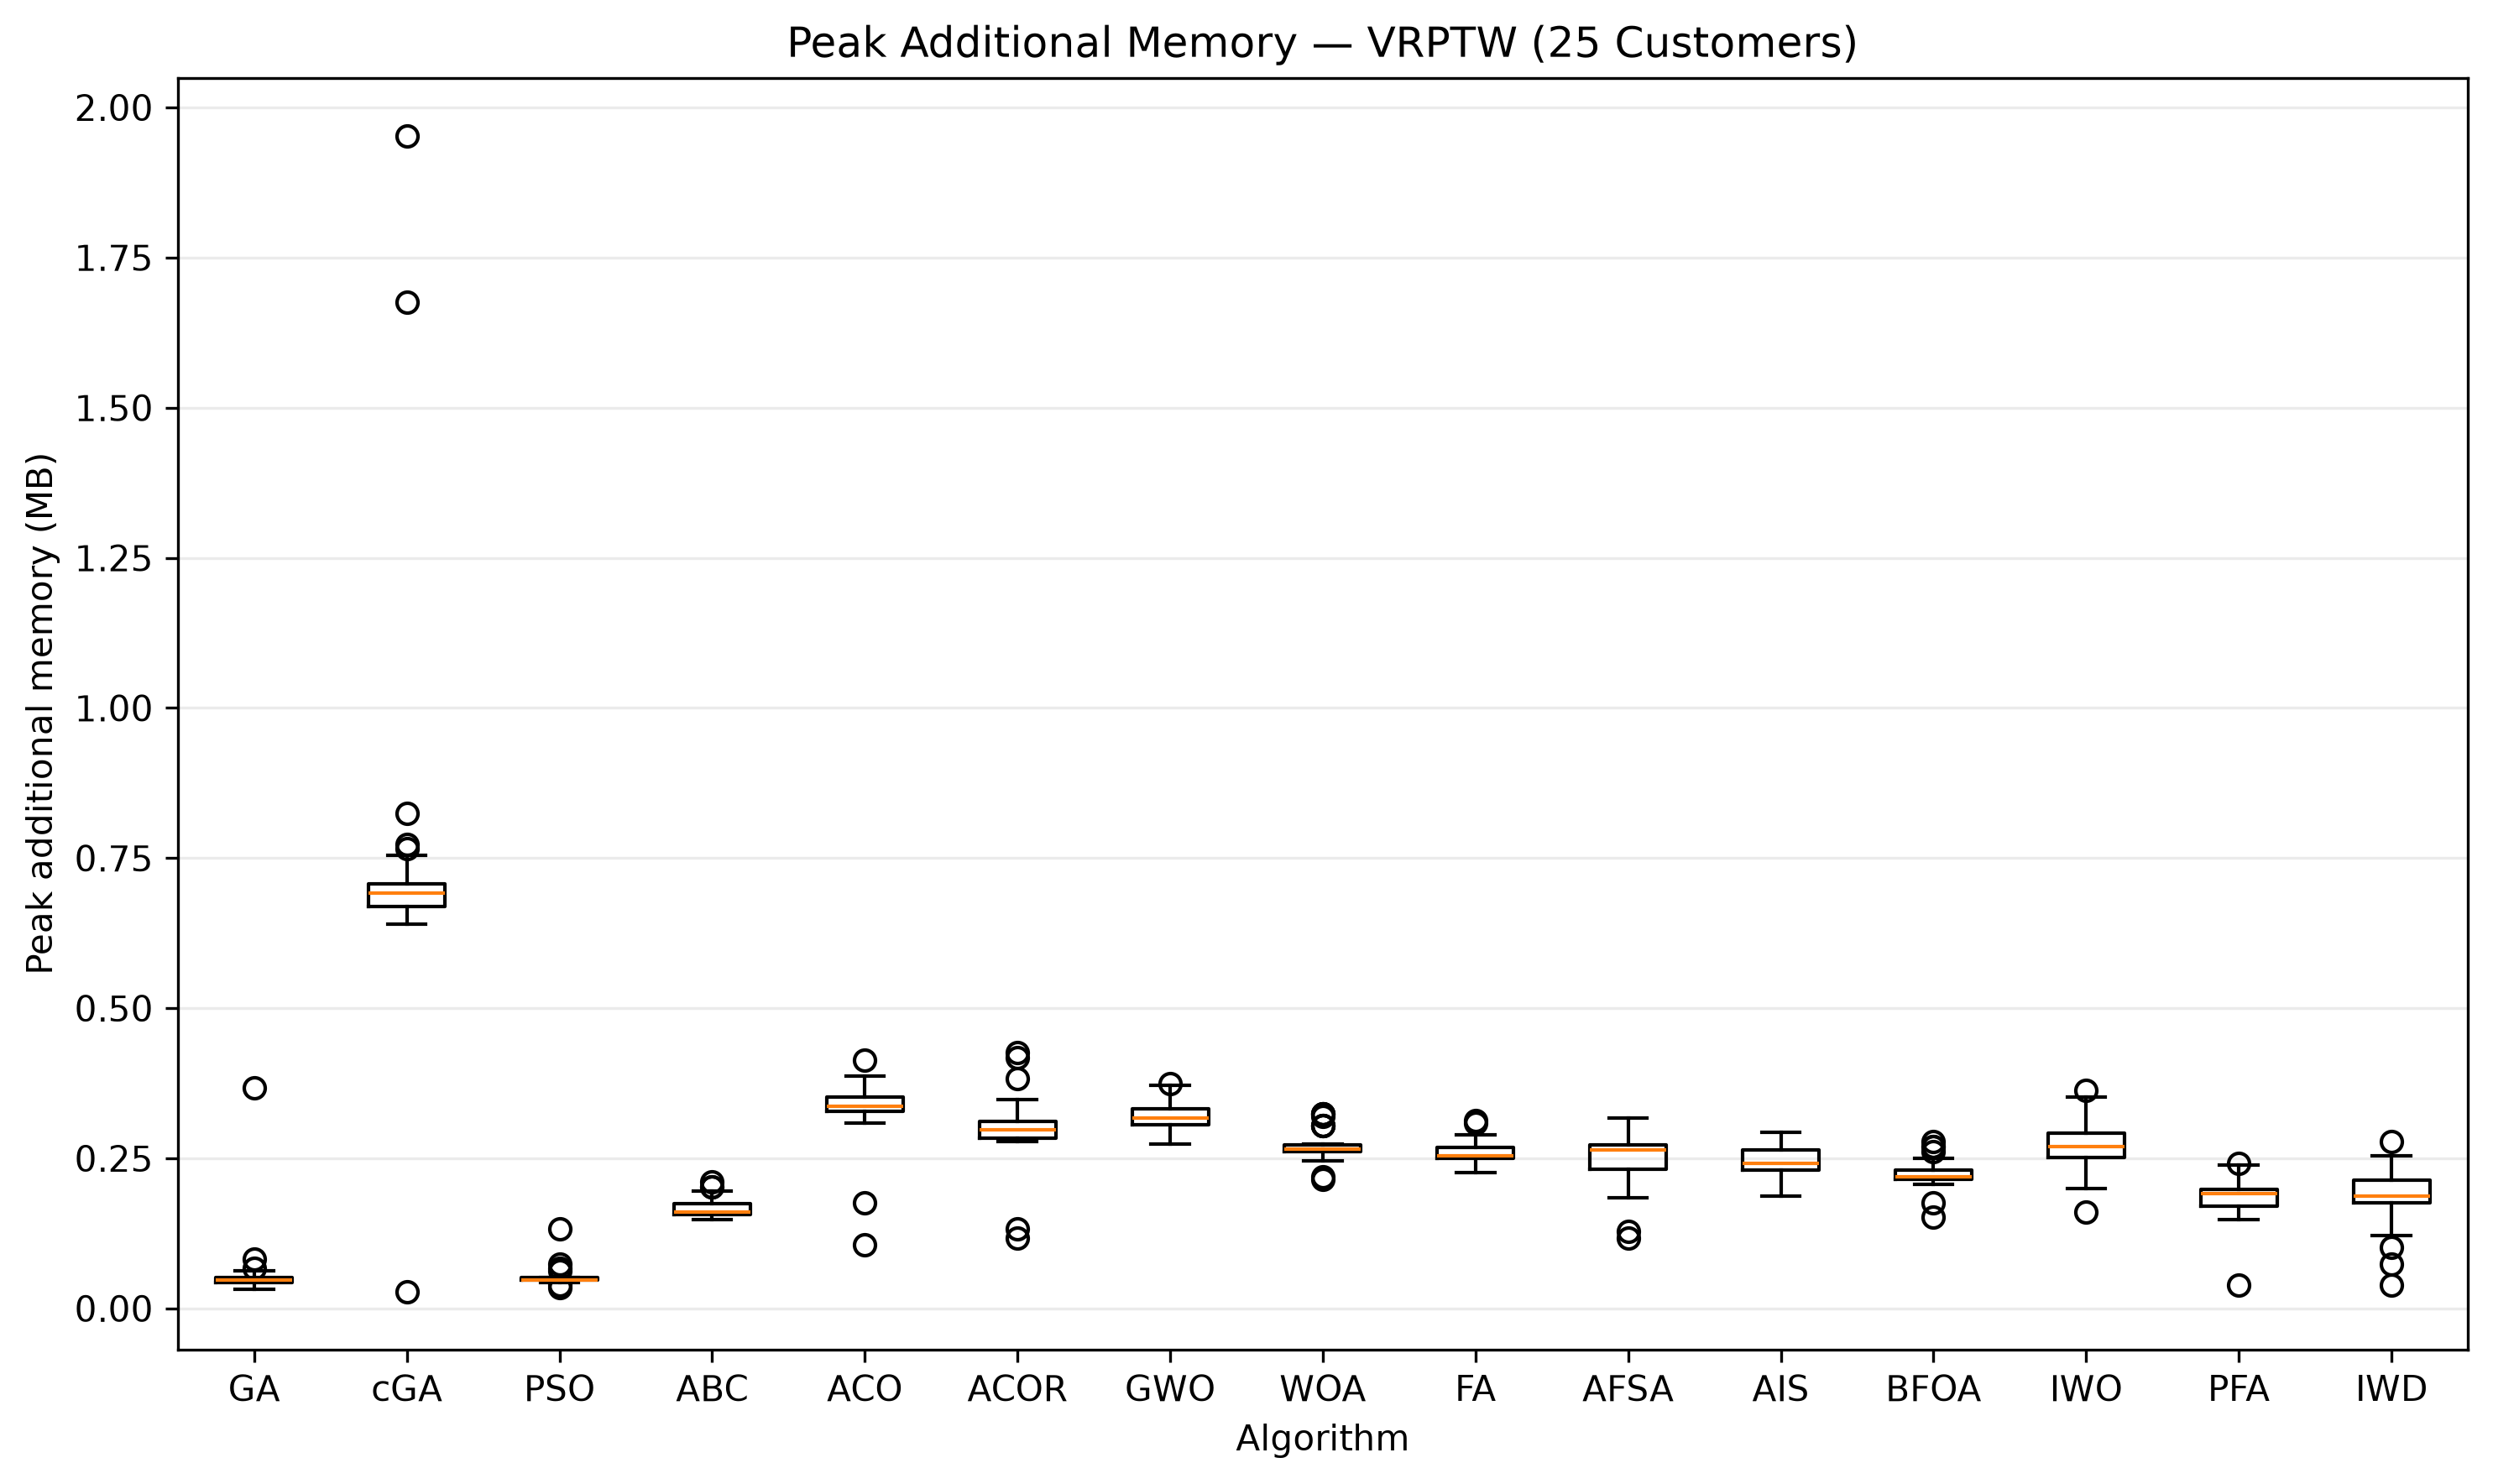 Peak Additional Memory — VRPTW (25 Customers)
Peak additional memory (MB)
2.00
1.75
1.50
1.25
1.00
0.75
0.50
0.25
0.00
GA cGA PSO ABC ACO ACOR GWO WOA FA AFSA AIS BFOA IWO PFA IWD
Algorithm